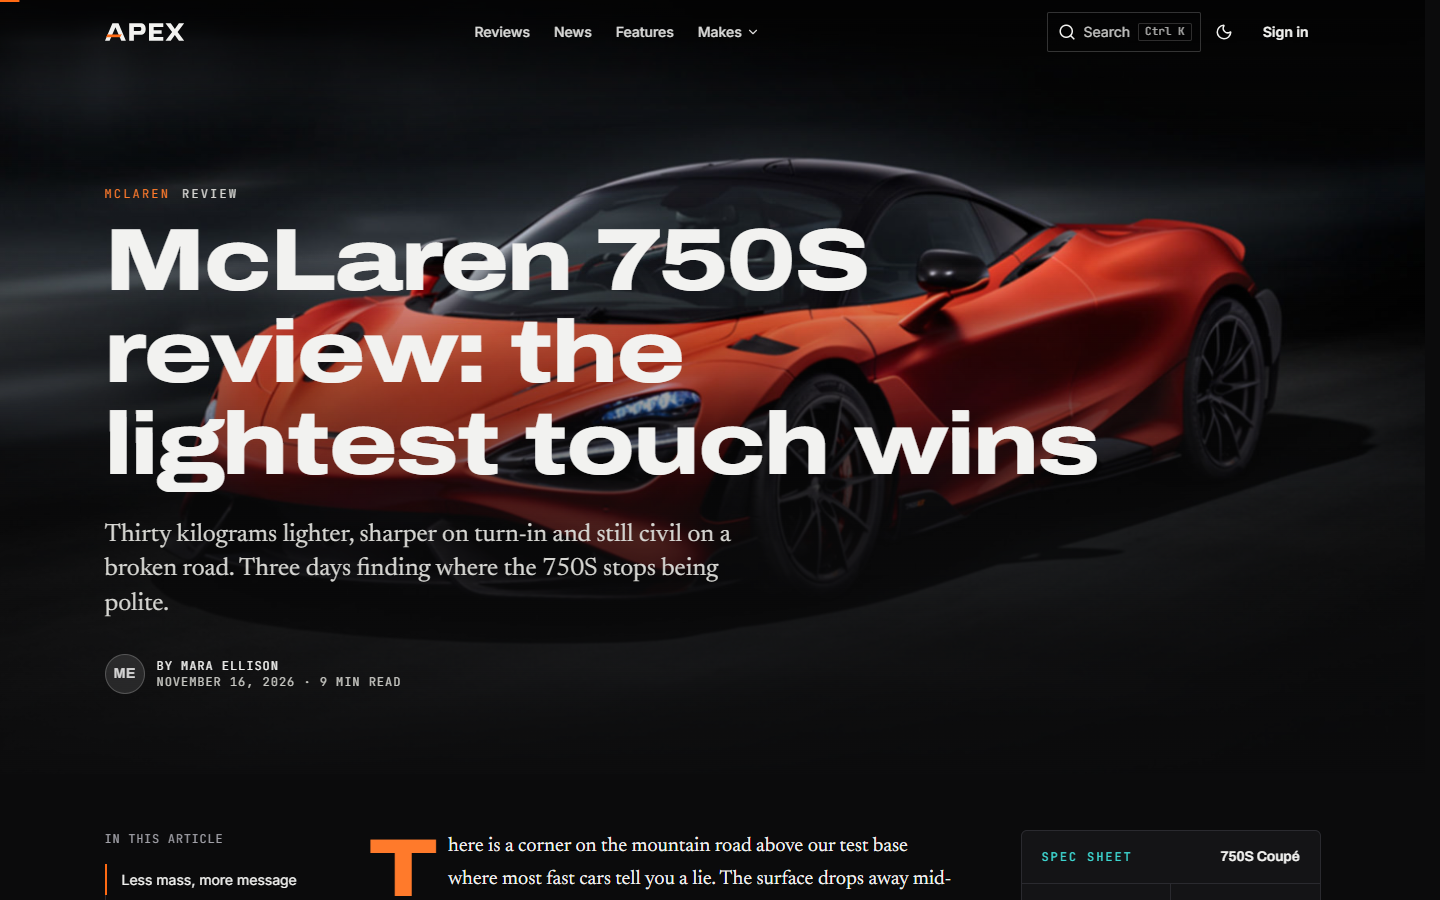 APEX
Reviews
News
Features
Makes
Search
Ctrl K
Sign in
MCLAREN REVIEW
McLaren 750S
review: the
lightest touch wins
Thirty kilograms lighter, sharper on turn-in and still civil on a
broken road. Three days finding where the 750S stops being
polite.
ME
BY MARA ELLISON
NOVEMBER 16, 2026 · 9 MIN READ
IN THIS ARTICLE
Less mass, more message
There is a corner on the mountain road above our test base
where most fast cars tell you a lie. The surface drops away mid-
SPEC SHEET
750S Coupé